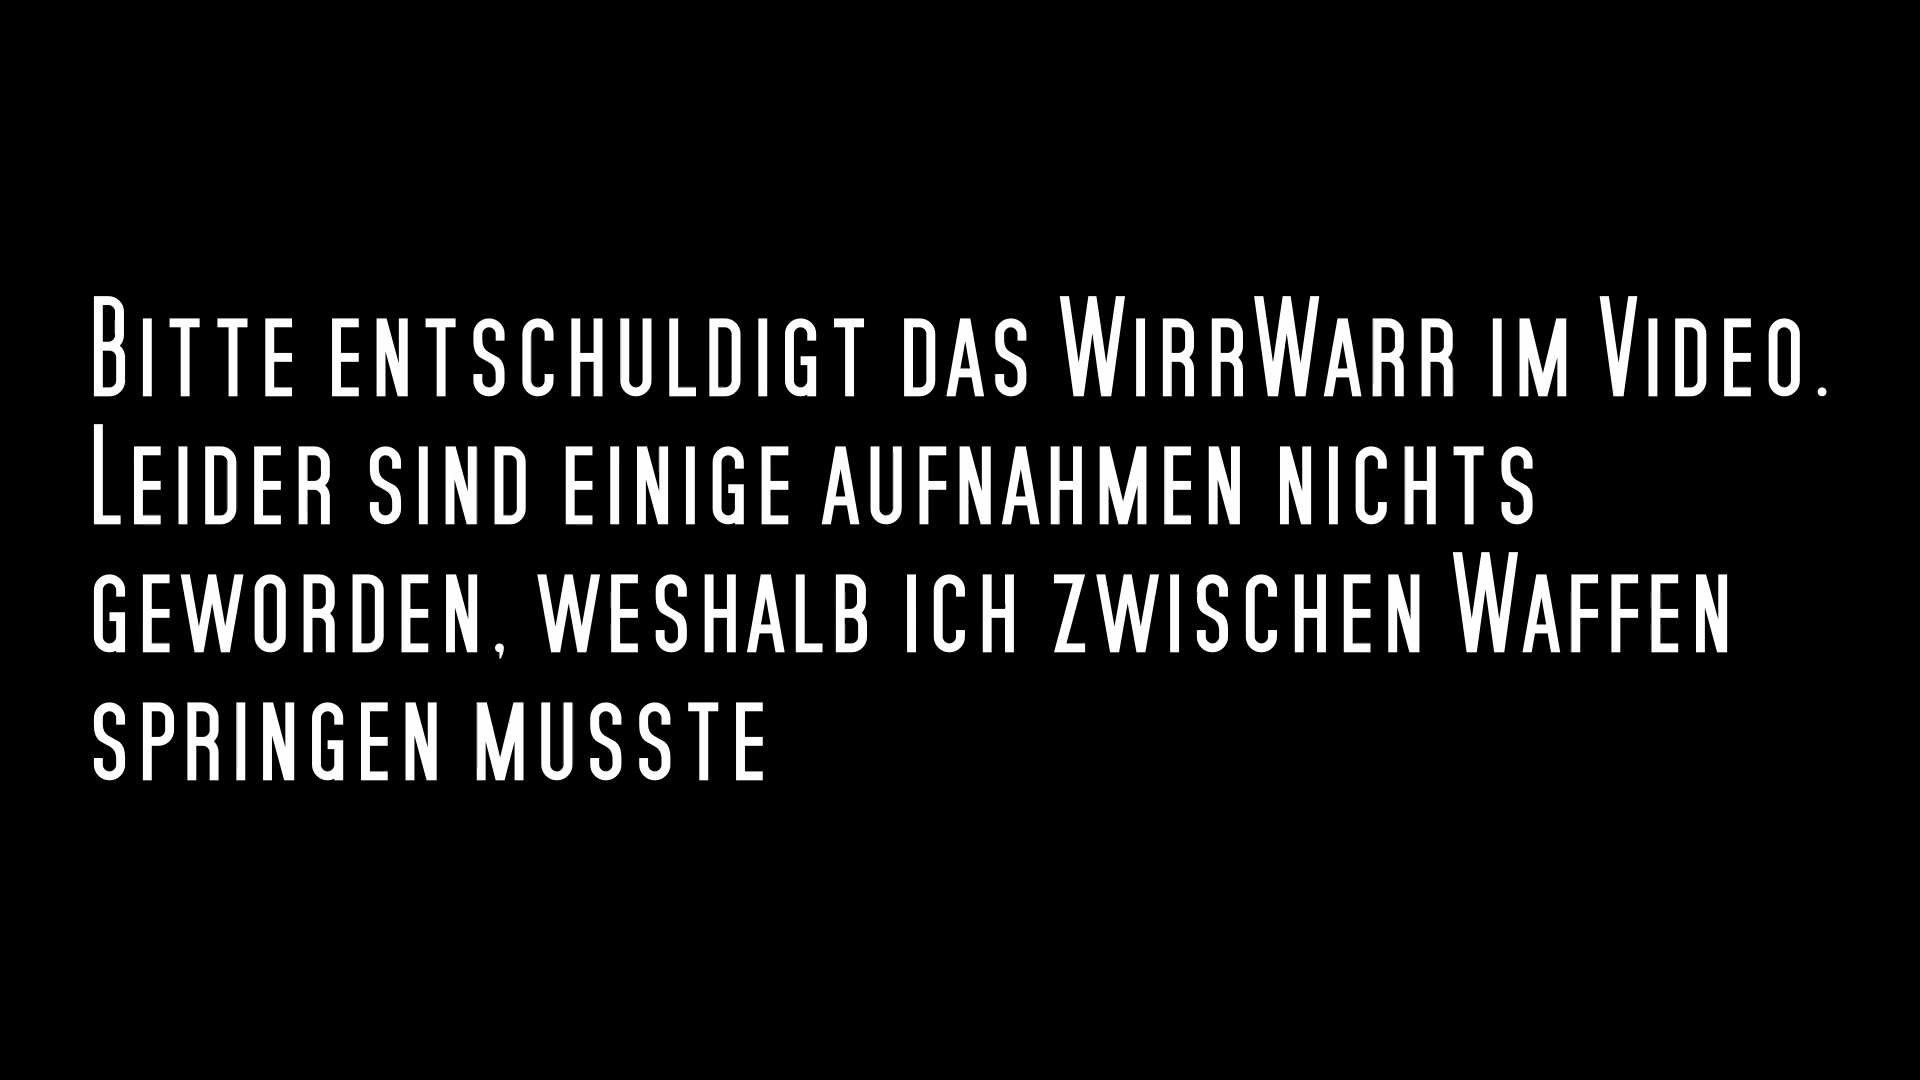 Bitte entschuldigt das WirrWarr im Video.
Leider sind einige aufnahmen nichts
geworden, weshalb ich zwischen Waffen
springen musste